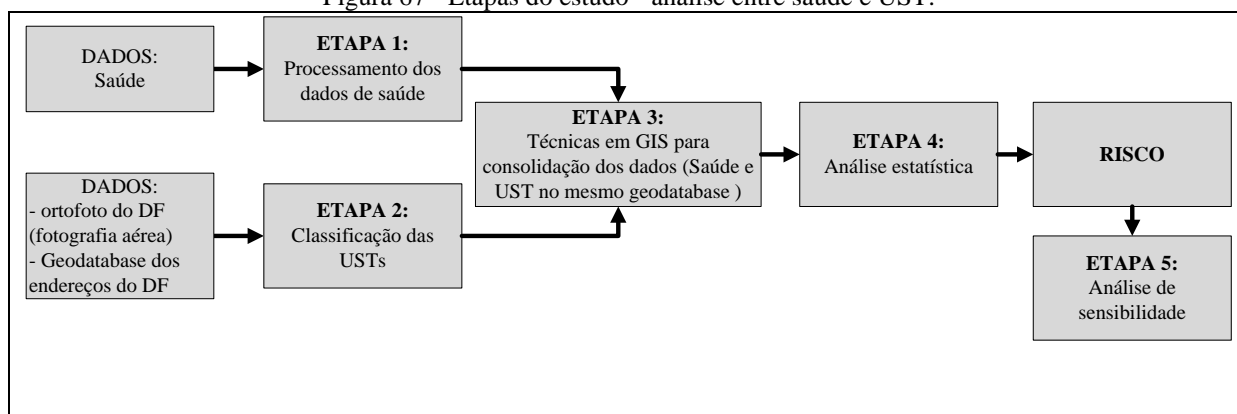 Figura 67 - Etapas do estudo - análise entre saúde e UST.
DADOS:
Saúde
ETAPA 1:
Processamento dos
dados de saúde
DADOS:
- ortofoto do DF
(fotografia aérea)
- Geodatabase dos
endereços do DF
ETAPA 2:
Classificação das
USTs
ETAPA 3:
Técnicas em GIS para
consolidação dos dados (Saúde e
UST no mesmo geodatabase )
ETAPA 4:
Análise estatística
RISCO
ETAPA 5:
Análise de
sensibilidade